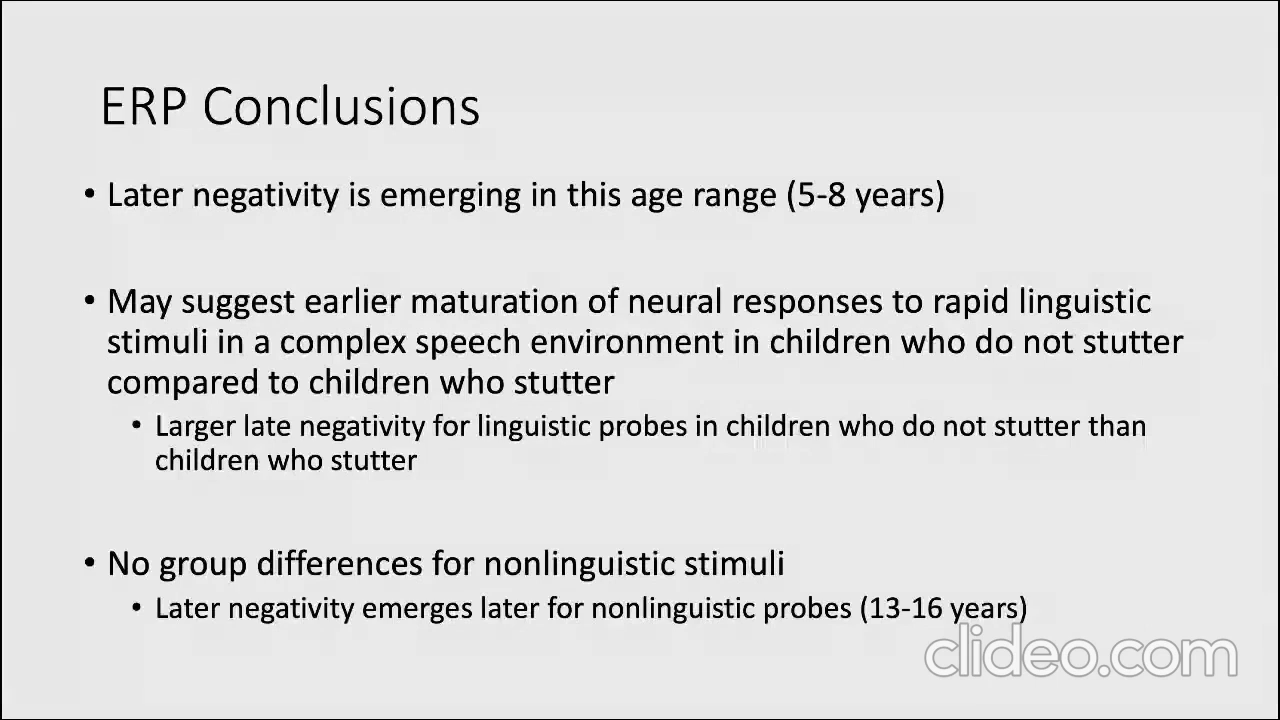 ERP Conclusions
• Later negativity is emerging in this age range (5-8 years)
• May suggest earlier maturation of neural responses to rapid linguistic
stimuli in a complex speech environment in children who do not stutter
compared to children who stutter
• Larger late negativity for linguistic probes in children who do not stutter than
children who stutter
• No group differences for nonlinguistic stimuli
• Later negativity emerges later for nonlinguistic probes (13-16 years)
clideo.com